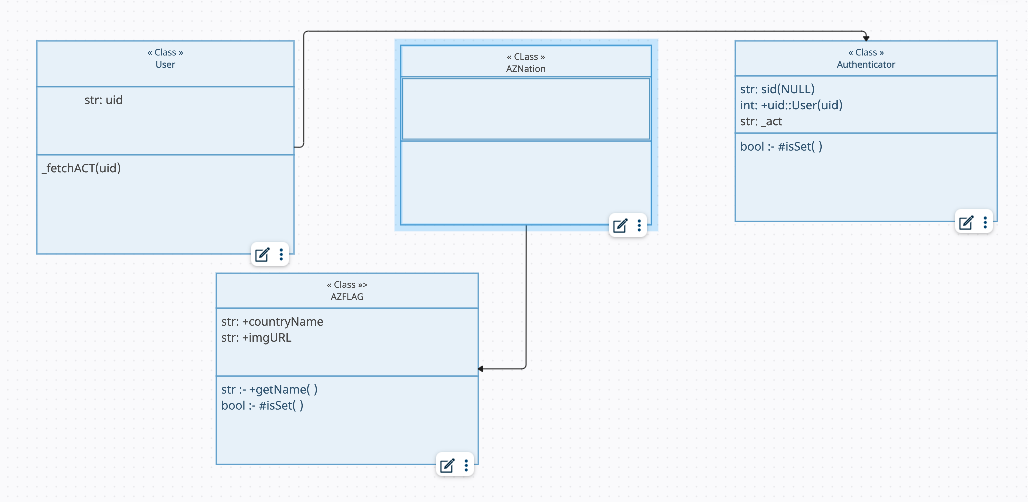 « Class »
User
str: uid
_fetchACT(uid)
« CLass »
AZNation
« Class »
Authenticator
str: sid(NULL)
int: +uid::User(uid)
str: _act
bool :- #isSet( )
« Class »>
AZFLAG
str: +countryName
str: +imgURL
str :- +getName( )
bool :- #isSet( )